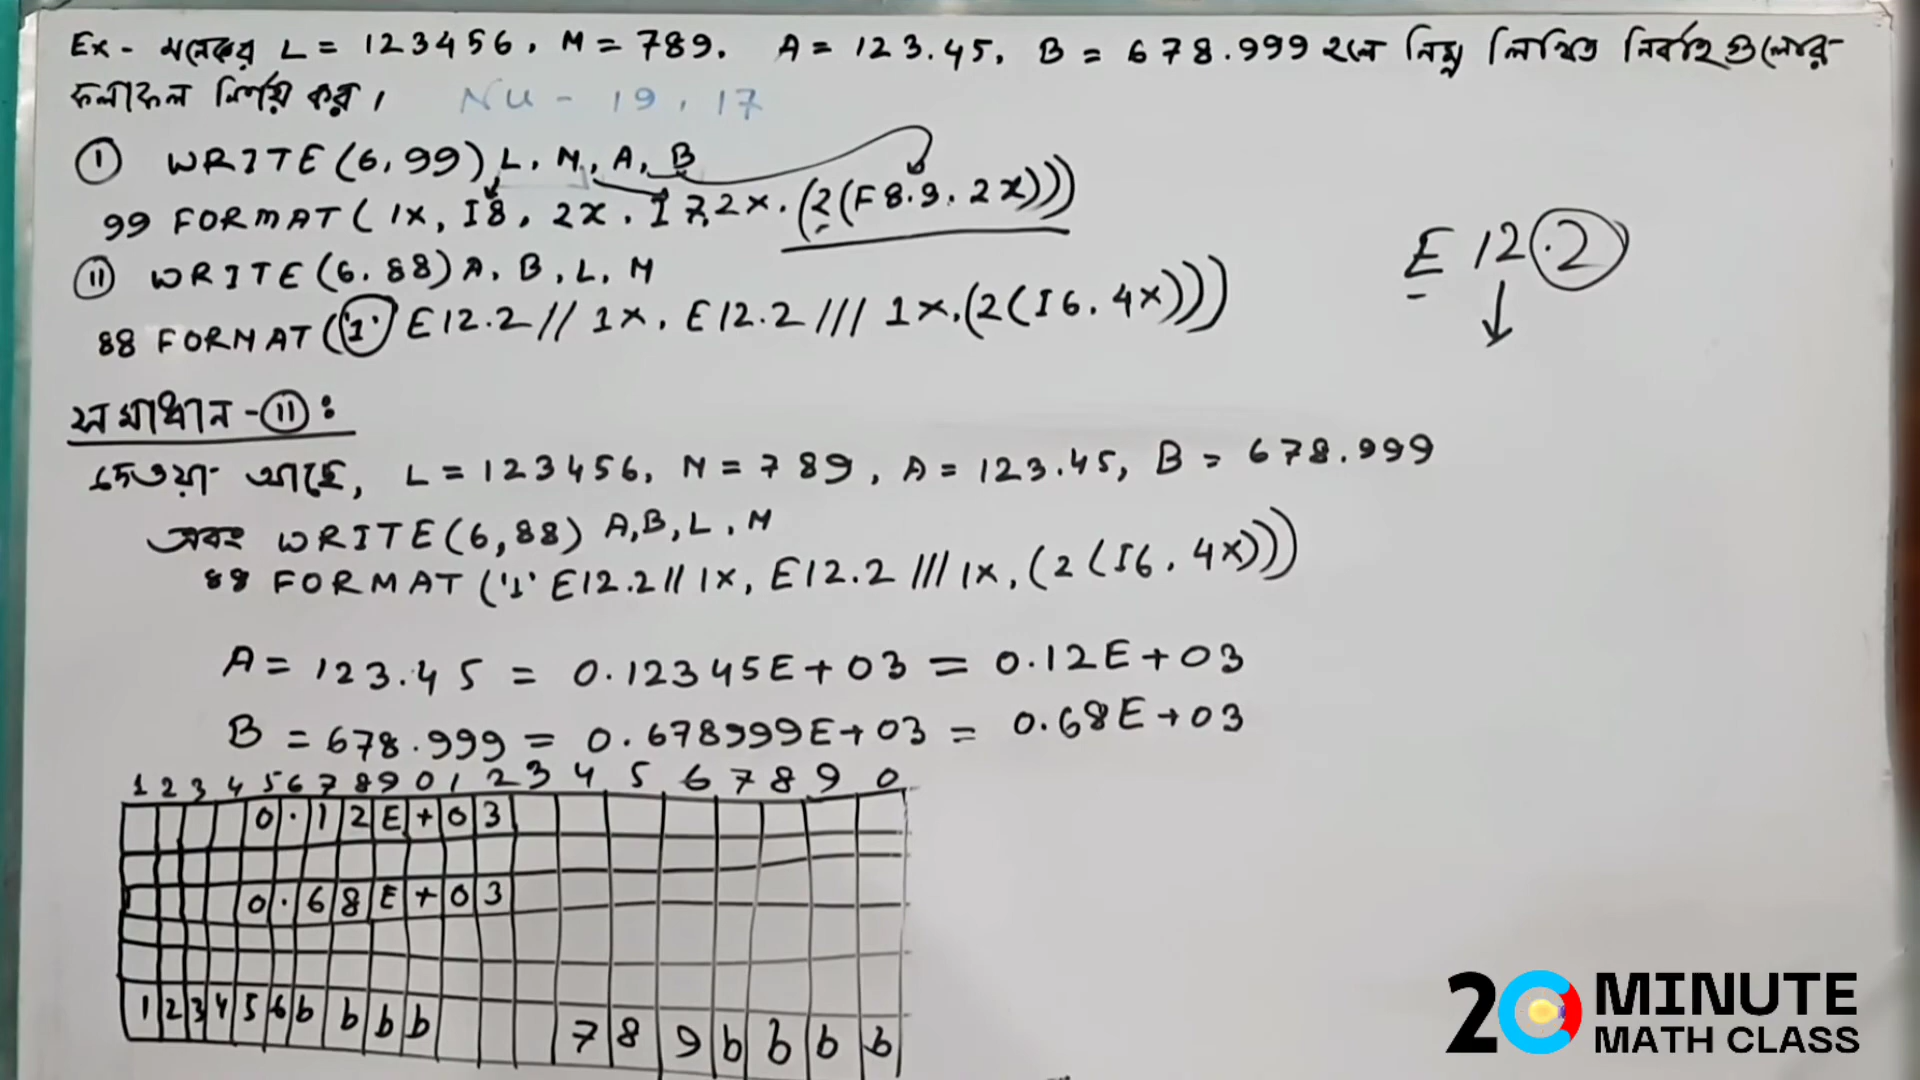 Ex- মনেকর L = 123456, M = 789, A = 123.45, B = 678.999 হলে নিম্ন লিখিত নির্বাহগুলোর
ফলাফল নির্ণয় কর।  NU - 19, 17
(i) WRITE(6,99) L, M, A, B
99 FORMAT(1X, I8, 2X, I7, 2X, (2(F8.9, 2X)))
(ii) WRITE(6.88) A, B, L, M
88 FORMAT('1' E12.2 // 1X, E12.2 /// 1X, (2(I6, 4X)))
E 12.2
সমাধান-(ii):
দেওয়া আছে, L = 123456, M = 789, A = 123.45, B = 678.999
এবং WRITE(6,88) A, B, L, M
88 FORMAT('1' E12.2 // 1X, E12.2 /// 1X, (2(I6, 4X)))
A = 123.45 = 0.12345E+03 = 0.12E+03
B = 678.999 = 0.678999E+03 = 0.68E+03
1 2 3 4 5 6 7 8 9 0 1 2 3 4 5 6 7 8 9 0
0 . 1 2 E + 0 3
0 . 6 8 E + 0 3
1 2 3 4 5 6 b b b b 7 8 9 b b b b
20 MINUTE
MATH CLASS